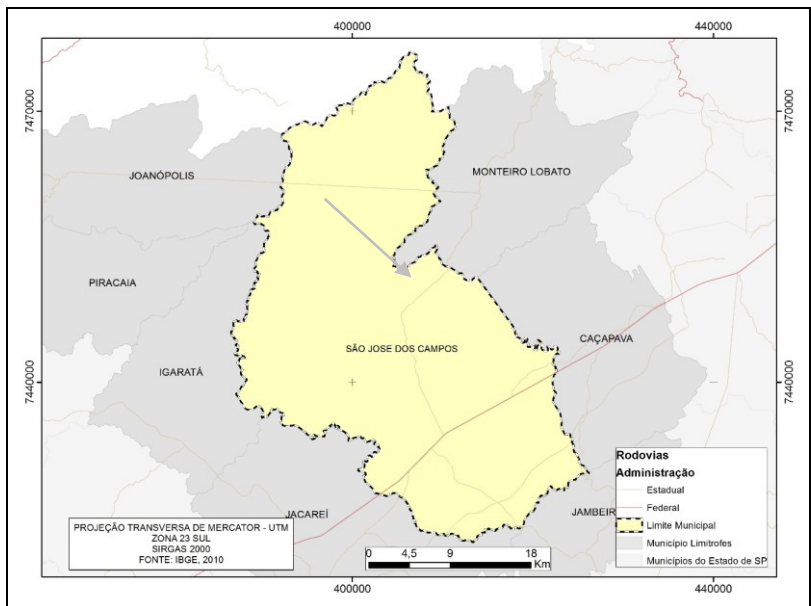 400000
440000
7470000
7470000
MONTEIRO LOBATO
JOANÓPOLIS
PIRACAIA
SÃO JOSE DOS CAMPOS
CAÇAPAVA
IGARATÁ
7440000
7440000
JACAREÍ
JAMBEIR
Rodovias
Administração
Estadual
Federal
Limite Municipal
Município Limitrofes
Municípios do Estado de SP
PROJEÇÃO TRANSVERSA DE MERCATOR - UTM
ZONA 23 SUL
SIRGAS 2000
FONTE: IBGE, 2010
0 4,5 9 18
Km
400000
440000